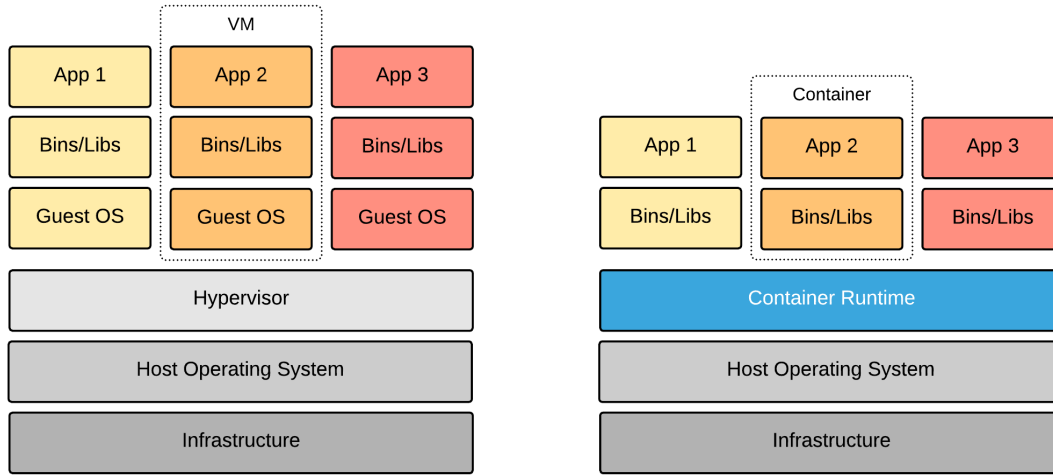 VM
App 1
App 2
App 3
Bins/Libs
Bins/Libs
Bins/Libs
Guest OS
Guest OS
Guest OS
Hypervisor
Host Operating System
Infrastructure
Container
App 1
App 2
App 3
Bins/Libs
Bins/Libs
Bins/Libs
Container Runtime
Host Operating System
Infrastructure